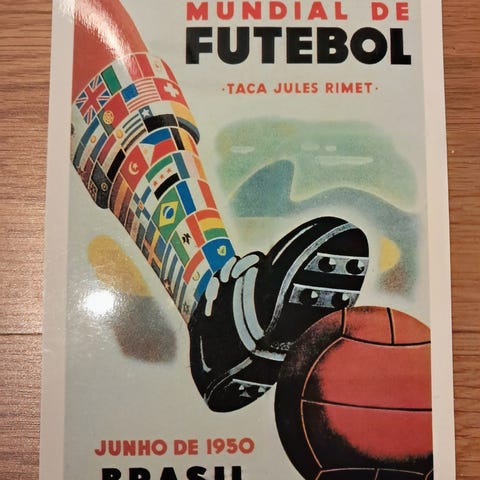 MUNDIAL DE
FUTEBOL
·TACA JULES RIMET·
JUNHO DE 1950
BRASIL